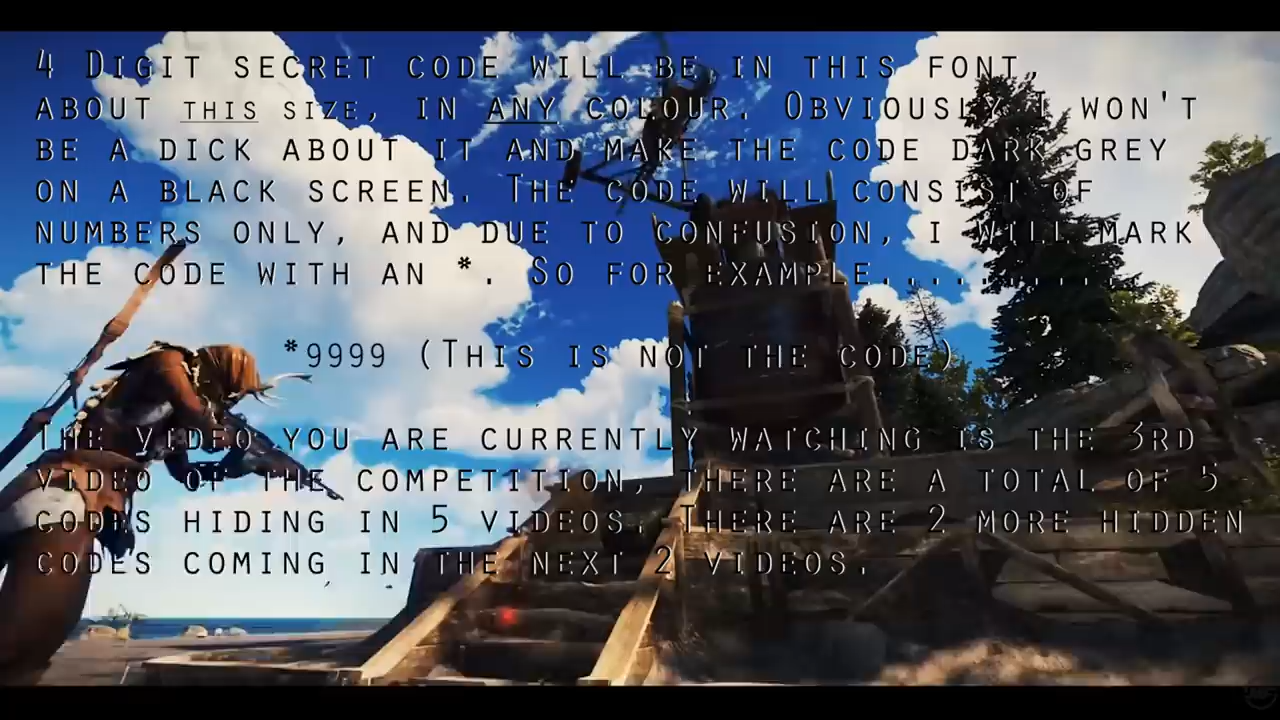 4 DIGIT SECRET CODE WILL BE IN THIS FONT,
ABOUT THIS SIZE, IN ANY COLOUR. OBVIOUSLY I WON'T
BE A DICK ABOUT IT AND MAKE THE CODE DARK GREY
ON A BLACK SCREEN. THE CODE WILL CONSIST OF
NUMBERS ONLY, AND DUE TO CONFUSION, I WILL MARK
THE CODE WITH AN *. SO FOR EXAMPLE...........
*9999 (THIS IS NOT THE CODE)
THE VIDEO YOU ARE CURRENTLY WATCHING IS THE 3RD
VIDEO OF THE COMPETITION, THERE ARE A TOTAL OF 5
CODES HIDING IN 5 VIDEOS. THERE ARE 2 MORE HIDDEN
CODES COMING IN THE NEXT 2 VIDEOS.